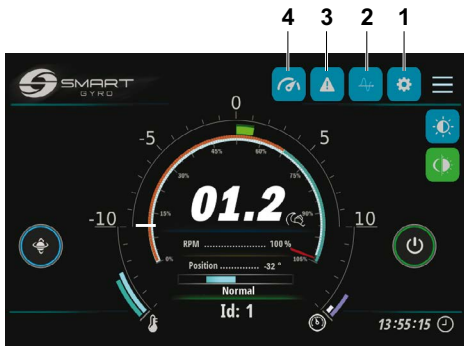 4 3 2 1
SMART
GYRO
0
-5 5
45% 60%
30% 75%
01.2
-10 15% 90% 10
RPM .................... 100 %
0% 105%
Position ............. -32 °
Normal
Id: 1
13:55:15